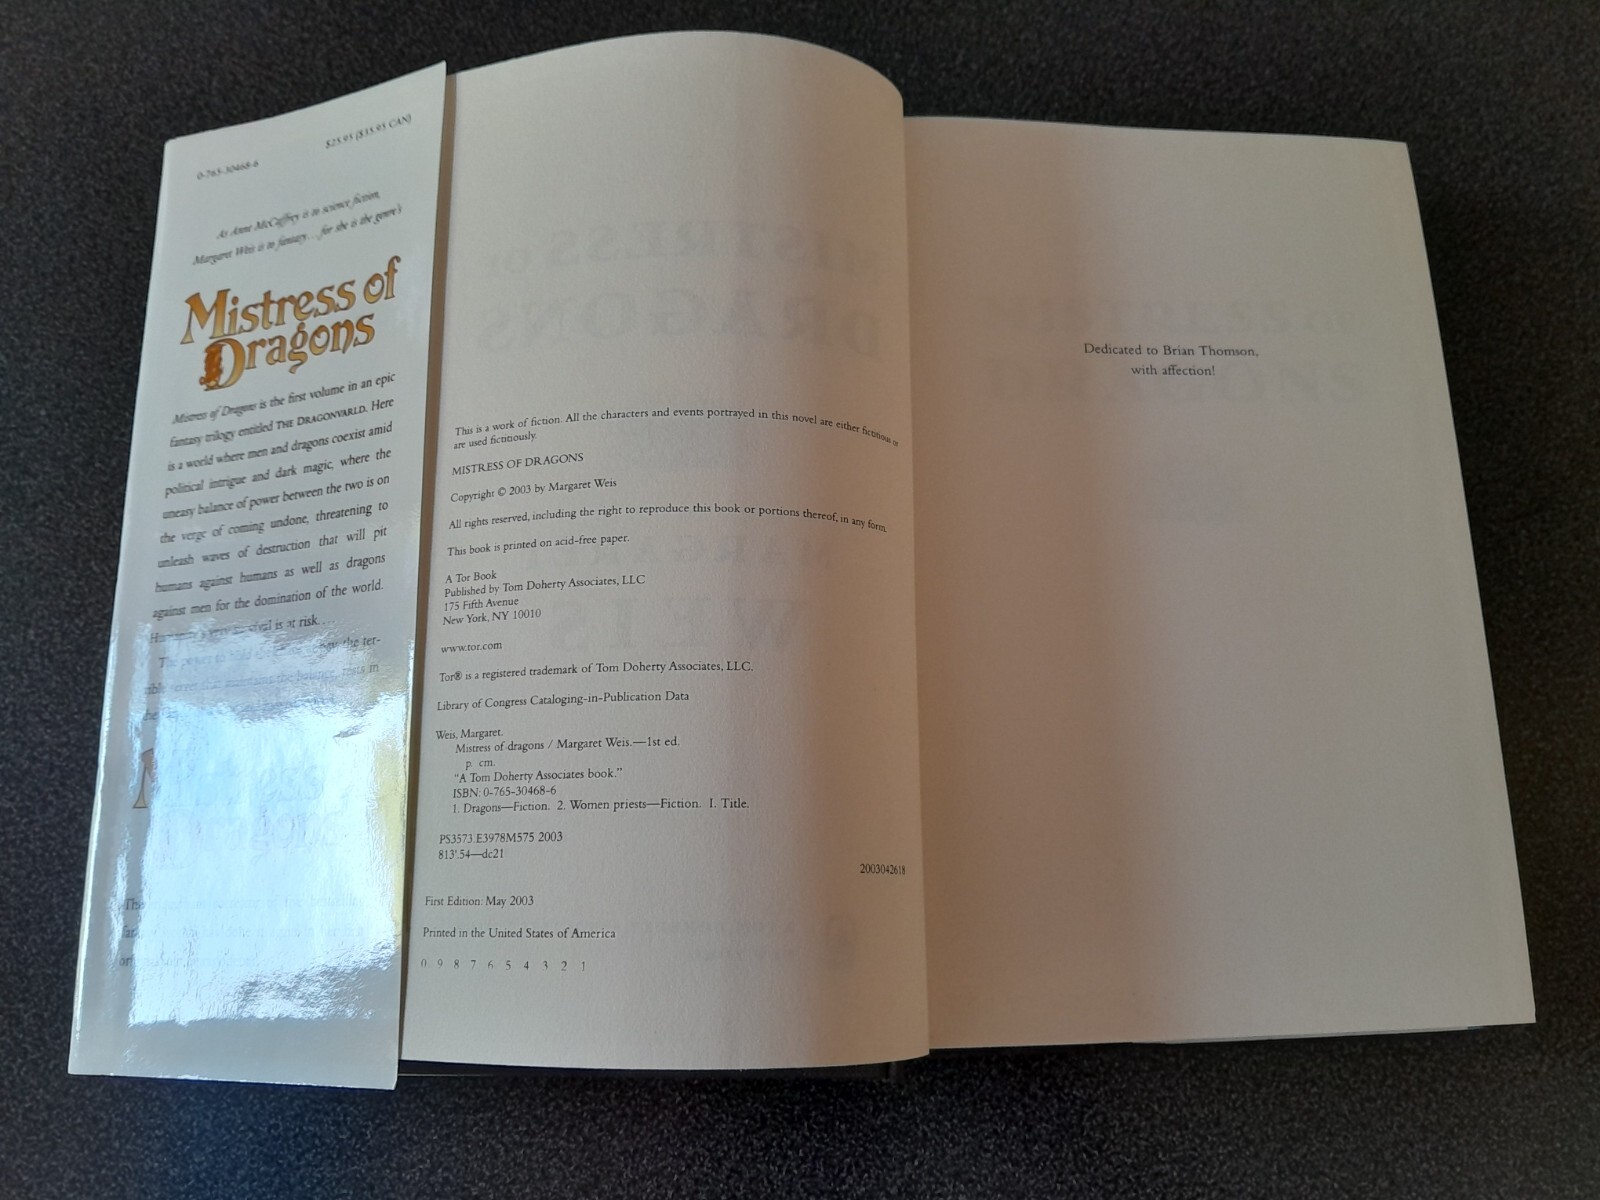 0-765-30468-6
$25.95 ($35.95 CAN)
As Anne McCaffrey is to science fiction,
Margaret Weis is to fantasy... for she is the genre's
Mistress of
Dragons
Mistress of Dragons is the first volume in an epic
fantasy trilogy entitled THE DRAGONVARLD. Here
is a world where men and dragons coexist amid
political intrigue and dark magic, where the
uneasy balance of power between the two is on
the verge of coming undone, threatening to
unleash waves of destruction that will pit
humans against humans as well as dragons
against men for the domination of the world.
is at risk....
the ter-
the balance, rests in
This is a work of fiction. All the characters and events portrayed in this novel are either fictitious or
are used fictitiously.
MISTRESS OF DRAGONS
Copyright © 2003 by Margaret Weis
All rights reserved, including the right to reproduce this book or portions thereof, in any form.
This book is printed on acid-free paper.
A Tor Book
Published by Tom Doherty Associates, LLC
175 Fifth Avenue
New York, NY 10010
www.tor.com
Tor® is a registered trademark of Tom Doherty Associates, LLC.
Library of Congress Cataloging-in-Publication Data
Weis, Margaret.
Mistress of dragons / Margaret Weis.—1st ed.
p. cm.
"A Tom Doherty Associates book."
ISBN: 0-765-30468-6
1. Dragons—Fiction. 2. Women priests—Fiction. I. Title.
PS3573.E3978M575 2003
813'.54—dc21
2003042618
First Edition: May 2003
Printed in the United States of America
0 9 8 7 6 5 4 3 2 1
Dedicated to Brian Thomson,
with affection!